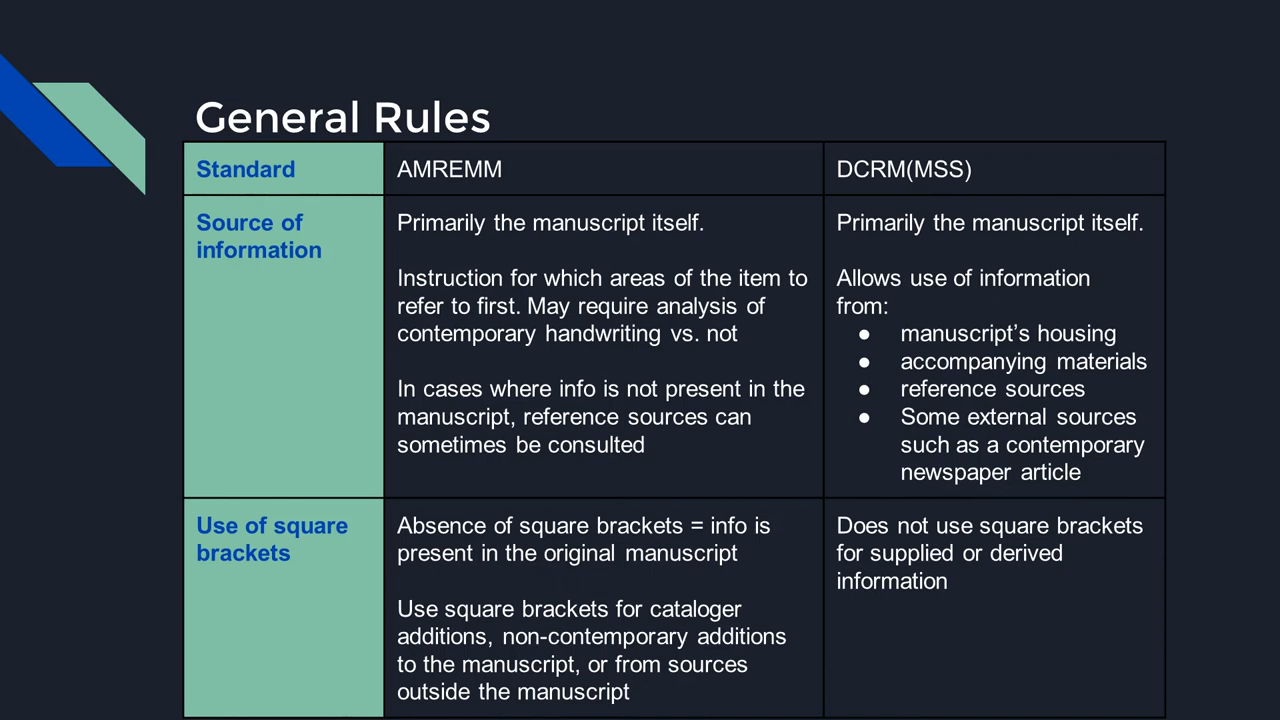 General Rules
Standard
AMREMM
DCRM(MSS)
Source of
information
Primarily the manuscript itself.
Instruction for which areas of the item to
refer to first. May require analysis of
contemporary handwriting vs. not
In cases where info is not present in the
manuscript, reference sources can
sometimes be consulted
Primarily the manuscript itself.
Allows use of information
from:
● manuscript’s housing
● accompanying materials
● reference sources
● Some external sources
such as a contemporary
newspaper article
Use of square
brackets
Absence of square brackets = info is
present in the original manuscript
Use square brackets for cataloger
additions, non-contemporary additions
to the manuscript, or from sources
outside the manuscript
Does not use square brackets
for supplied or derived
information